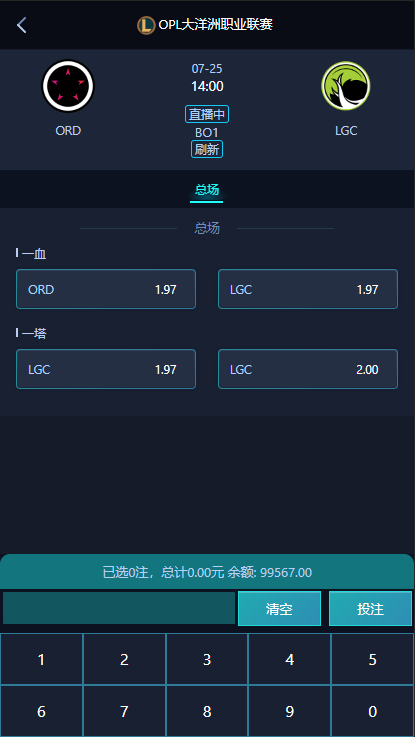 OPL大洋洲职业联赛
07-25
14:00
直播中
BO1
刷新
ORD
LGC
总场
总场
一血
ORD 1.97
LGC 1.97
一塔
LGC 1.97
LGC 2.00
已选0注，总计0.00元 余额: 99567.00
清空 投注
1 2 3 4 5
6 7 8 9 0